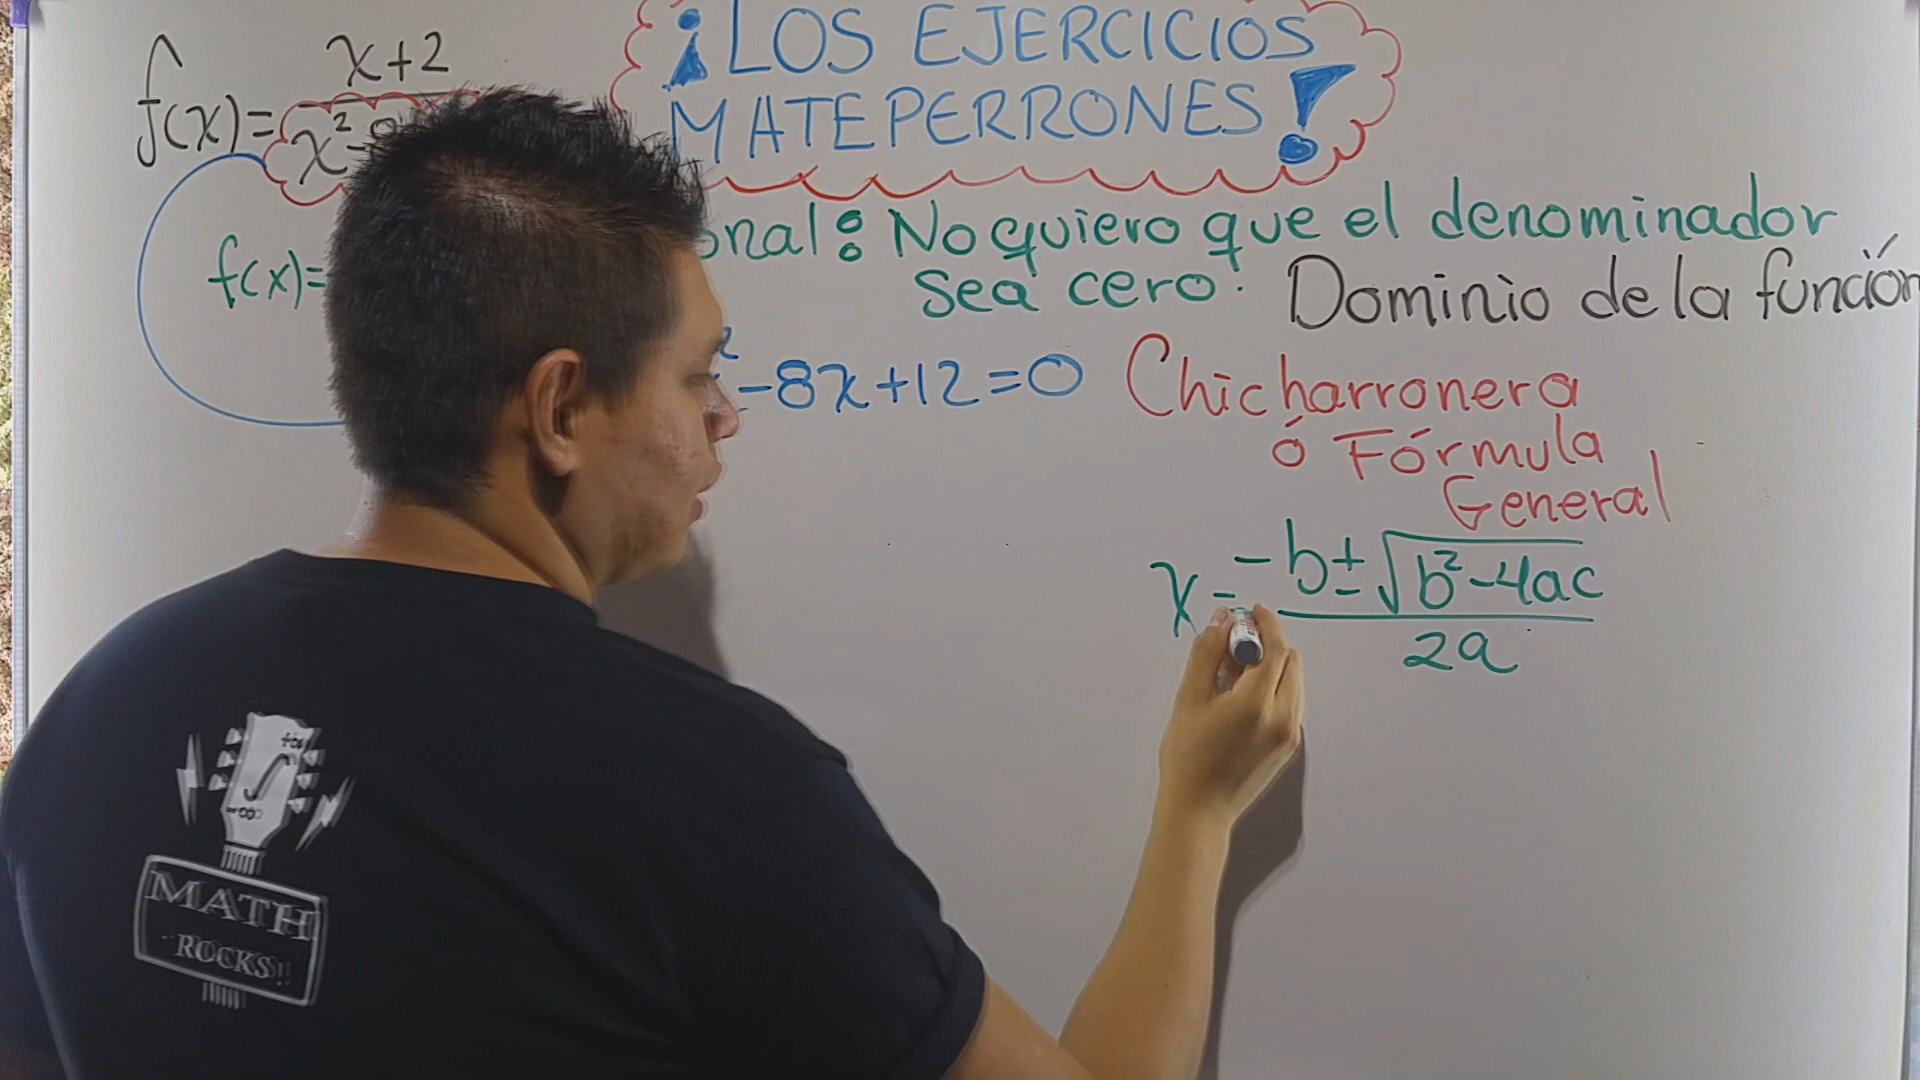 x+2
f(x)=
x²-
¡LOS EJERCICIOS
MATEPERRONES!
onal: No quiero que el denominador
sea cero.
f(x)=
Dominio de la función
²-8x+12=0
Chicharronera
ó Fórmula
General
x=-b±√b²-4ac
2a
MATH
ROCKS!!